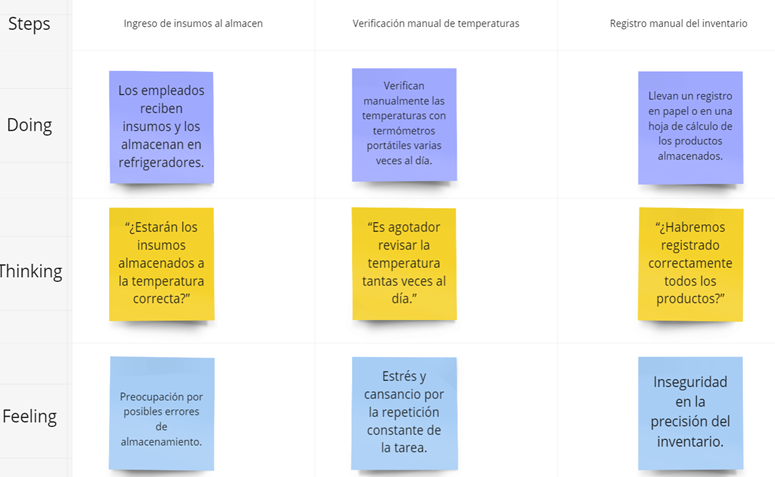 Steps
Ingreso de insumos al almacen
Verificación manual de temperaturas
Registro manual del inventario
Doing
Los empleados
reciben
insumos y los
almacenan en
refrigeradores.
Verifican
manualmente las
temperaturas con
termómetros
portátiles varias
veces al día.
Llevan un registro
en papel o en una
hoja de cálculo de
los productos
almacenados.
Thinking
“¿Estarán los
insumos
almacenados a
la temperatura
correcta?”
“Es agotador
revisar la
temperatura
tantas veces al
día.”
“¿Habremos
registrado
correctamente
todos los
productos?”
Feeling
Preocupación por
posibles errores
de
almacenamiento.
Estrés y
cansancio por
la repetición
constante de
la tarea.
Inseguridad
en la
precisión del
inventario.